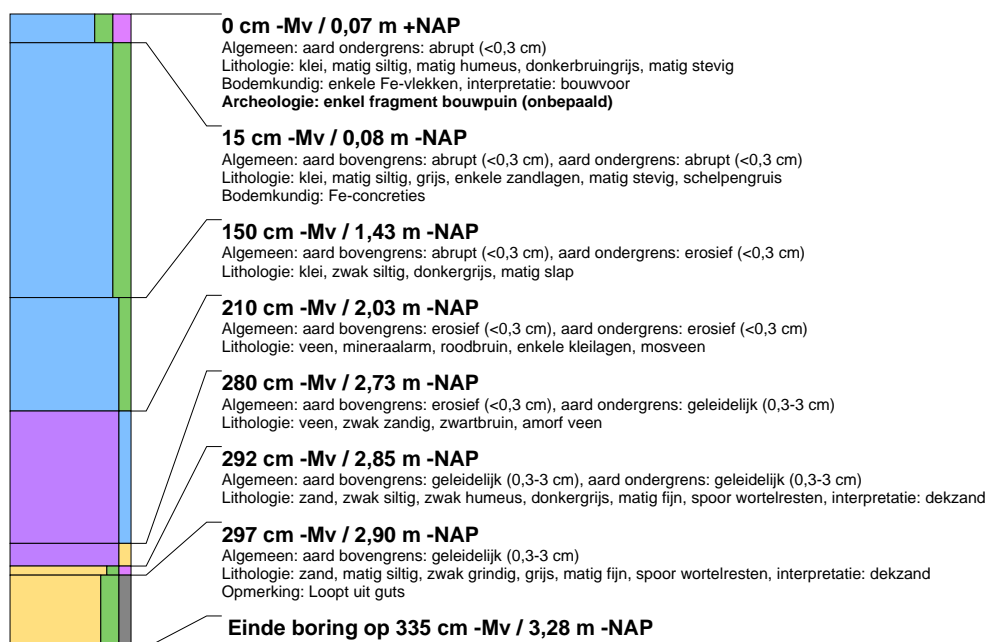 0 cm -Mv / 0,07 m +NAP
Algemeen: aard ondergrens: abrupt (<0,3 cm)
Lithologie: klei, matig siltig, matig humeus, donkerbruingrijs, matig stevig
Bodemkundig: enkele Fe-vlekken, interpretatie: bouwvoor
Archeologie: enkel fragment bouwpuin (onbepaald)
15 cm -Mv / 0,08 m -NAP
Algemeen: aard bovengrens: abrupt (<0,3 cm), aard ondergrens: abrupt (<0,3 cm)
Lithologie: klei, matig siltig, grijs, enkele zandlagen, matig stevig, schelpengruis
Bodemkundig: Fe-concreties
150 cm -Mv / 1,43 m -NAP
Algemeen: aard bovengrens: abrupt (<0,3 cm), aard ondergrens: erosief (<0,3 cm)
Lithologie: klei, zwak siltig, donkergrijs, matig slap
210 cm -Mv / 2,03 m -NAP
Algemeen: aard bovengrens: erosief (<0,3 cm), aard ondergrens: erosief (<0,3 cm)
Lithologie: veen, mineraalarm, roodbruin, enkele kleilagen, mosveen
280 cm -Mv / 2,73 m -NAP
Algemeen: aard bovengrens: erosief (<0,3 cm), aard ondergrens: geleidelijk (0,3-3 cm)
Lithologie: veen, zwak zandig, zwartbruin, amorf veen
292 cm -Mv / 2,85 m -NAP
Algemeen: aard bovengrens: geleidelijk (0,3-3 cm), aard ondergrens: geleidelijk (0,3-3 cm)
Lithologie: zand, zwak siltig, zwak humeus, donkergrijs, matig fijn, spoor wortelresten, interpretatie: dekzand
297 cm -Mv / 2,90 m -NAP
Algemeen: aard bovengrens: geleidelijk (0,3-3 cm)
Lithologie: zand, matig siltig, zwak grindig, grijs, matig fijn, spoor wortelresten, interpretatie: dekzand
Opmerking: Loopt uit guts
Einde boring op 335 cm -Mv / 3,28 m -NAP